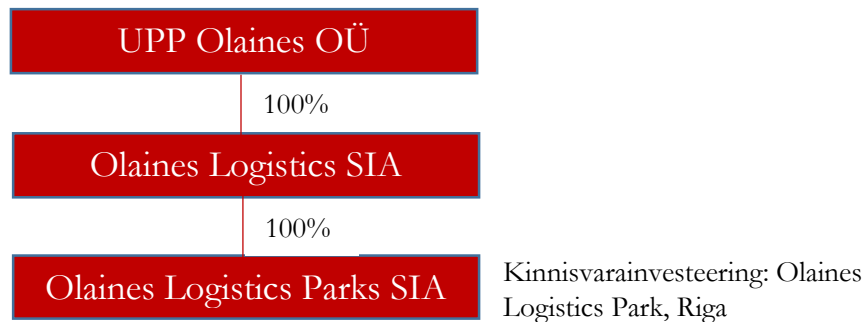 UPP Olaines OÜ
100%
Olaines Logistics SIA
100%
Olaines Logistics Parks SIA
Kinnisvarainvesteering: Olaines
Logistics Park, Riga